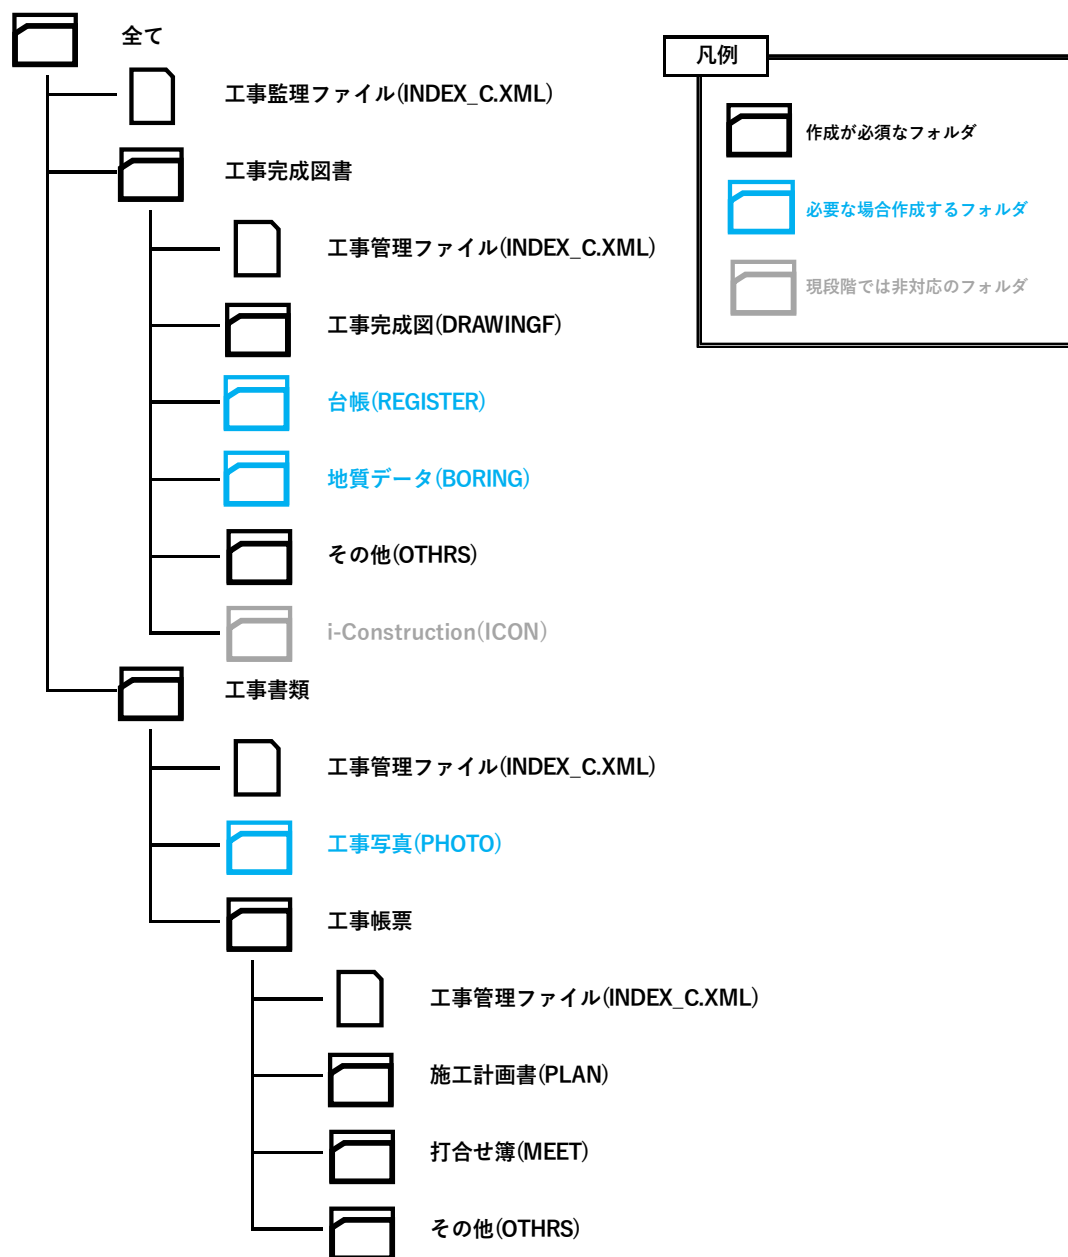 全て
工事監理ファイル(INDEX_C.XML)
工事完成図書
工事管理ファイル(INDEX_C.XML)
工事完成図(DRAWINGF)
台帳(REGISTER)
地質データ(BORING)
その他(OTHRS)
i-Construction(ICON)
工事書類
工事管理ファイル(INDEX_C.XML)
工事写真(PHOTO)
工事帳票
工事管理ファイル(INDEX_C.XML)
施工計画書(PLAN)
打合せ簿(MEET)
その他(OTHRS)
凡例
作成が必須なフォルダ
必要な場合作成するフォルダ
現段階では非対応のフォルダ